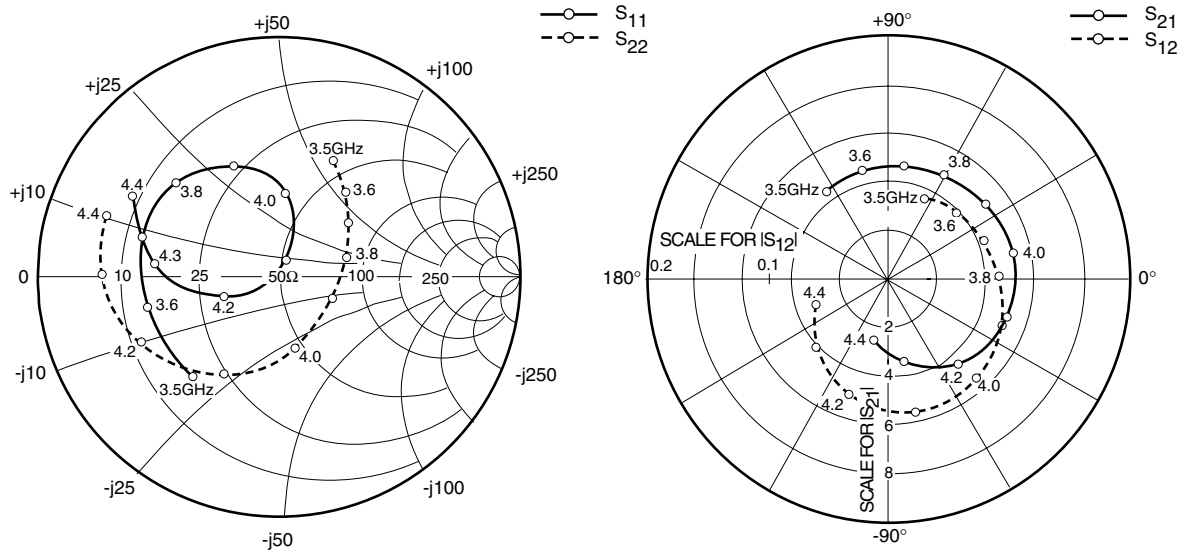 +j50
S11
S22
+j25
+j100
3.5GHz
4.4
3.8
3.6
4.0
+j10
4.4
+j250
4.3
3.8
0
10
25
50Ω
100
250
3.6
4.2
4.2
4.0
3.5GHz
-j10
-j250
-j25
-j100
-j50
+90°
S21
S12
3.6
3.8
3.5GHz
3.5GHz
3.6
SCALE FOR |S12|
4.0
180°
0.2
0.1
3.8
0°
4.4
2
4.4
4
4.2
4.0
4.2
6
SCALE FOR |S21|
8
-90°